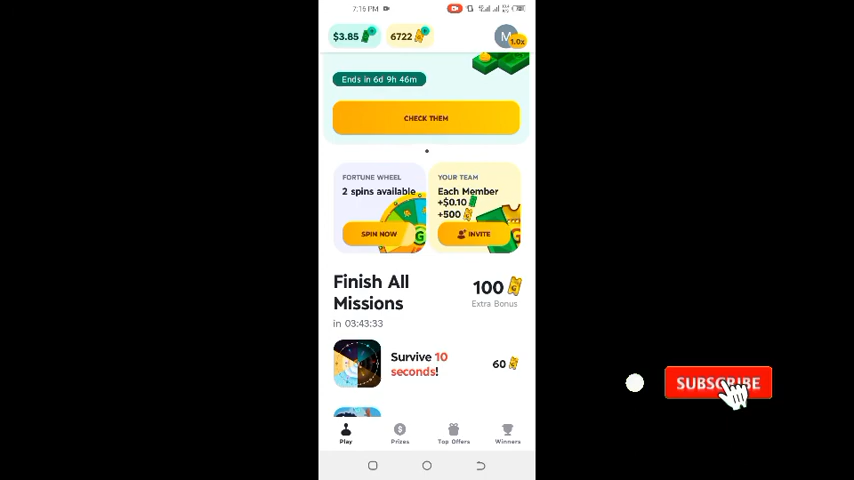 7:16 PM
$3.85
6722
M
1.0x
Ends in 6d 9h 46m
CHECK THEM
FORTUNE WHEEL
2 spins available
SPIN NOW
YOUR TEAM
Each Member
+$0.10
+500
INVITE
Finish All
Missions
in 03:43:33
100
Extra Bonus
Survive 10
seconds!
60
Play
Prizes
Top Offers
Winners
SUBSCRIBE